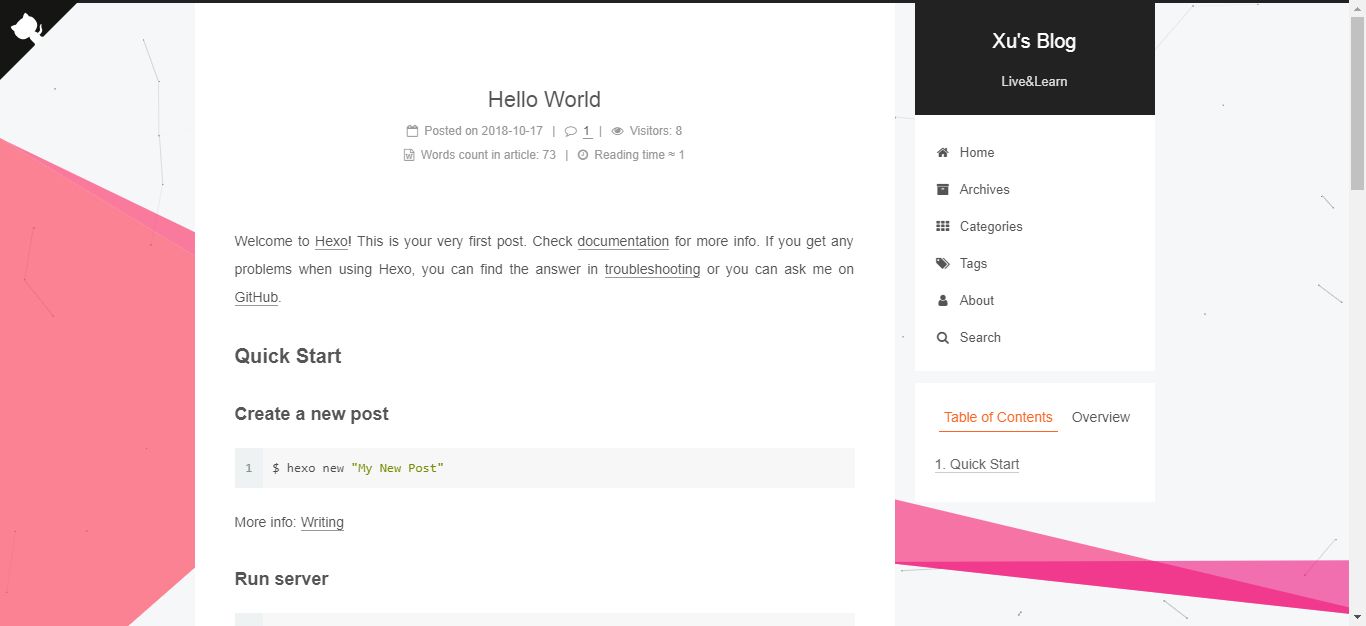 Hello World
Posted on 2018-10-17 | 1 | Visitors: 8
Words count in article: 73 | Reading time ≈ 1
Welcome to Hexo! This is your very first post. Check documentation for more info. If you get any
problems when using Hexo, you can find the answer in troubleshooting or you can ask me on
GitHub.
Quick Start
Create a new post
1 $ hexo new "My New Post"
More info: Writing
Run server
Xu's Blog
Live&Learn
Home
Archives
Categories
Tags
About
Search
Table of Contents Overview
1. Quick Start